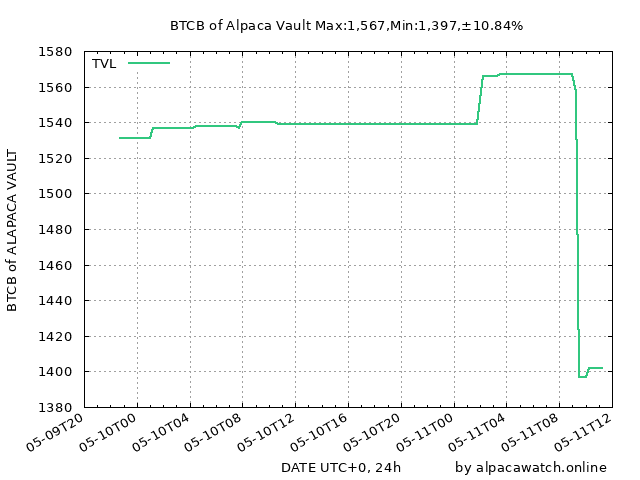 BTCB of Alpaca Vault Max:1,567,Min:1,397,±10.84%
TVL
1580
1560
1540
1520
1500
1480
1460
1440
1420
1400
1380
BTCB of ALAPACA VAULT
05-09T20
05-10T00
05-10T04
05-10T08
05-10T12
05-10T16
05-10T20
05-11T00
05-11T04
05-11T08
05-11T12
DATE UTC+0, 24h
by alpacawatch.online